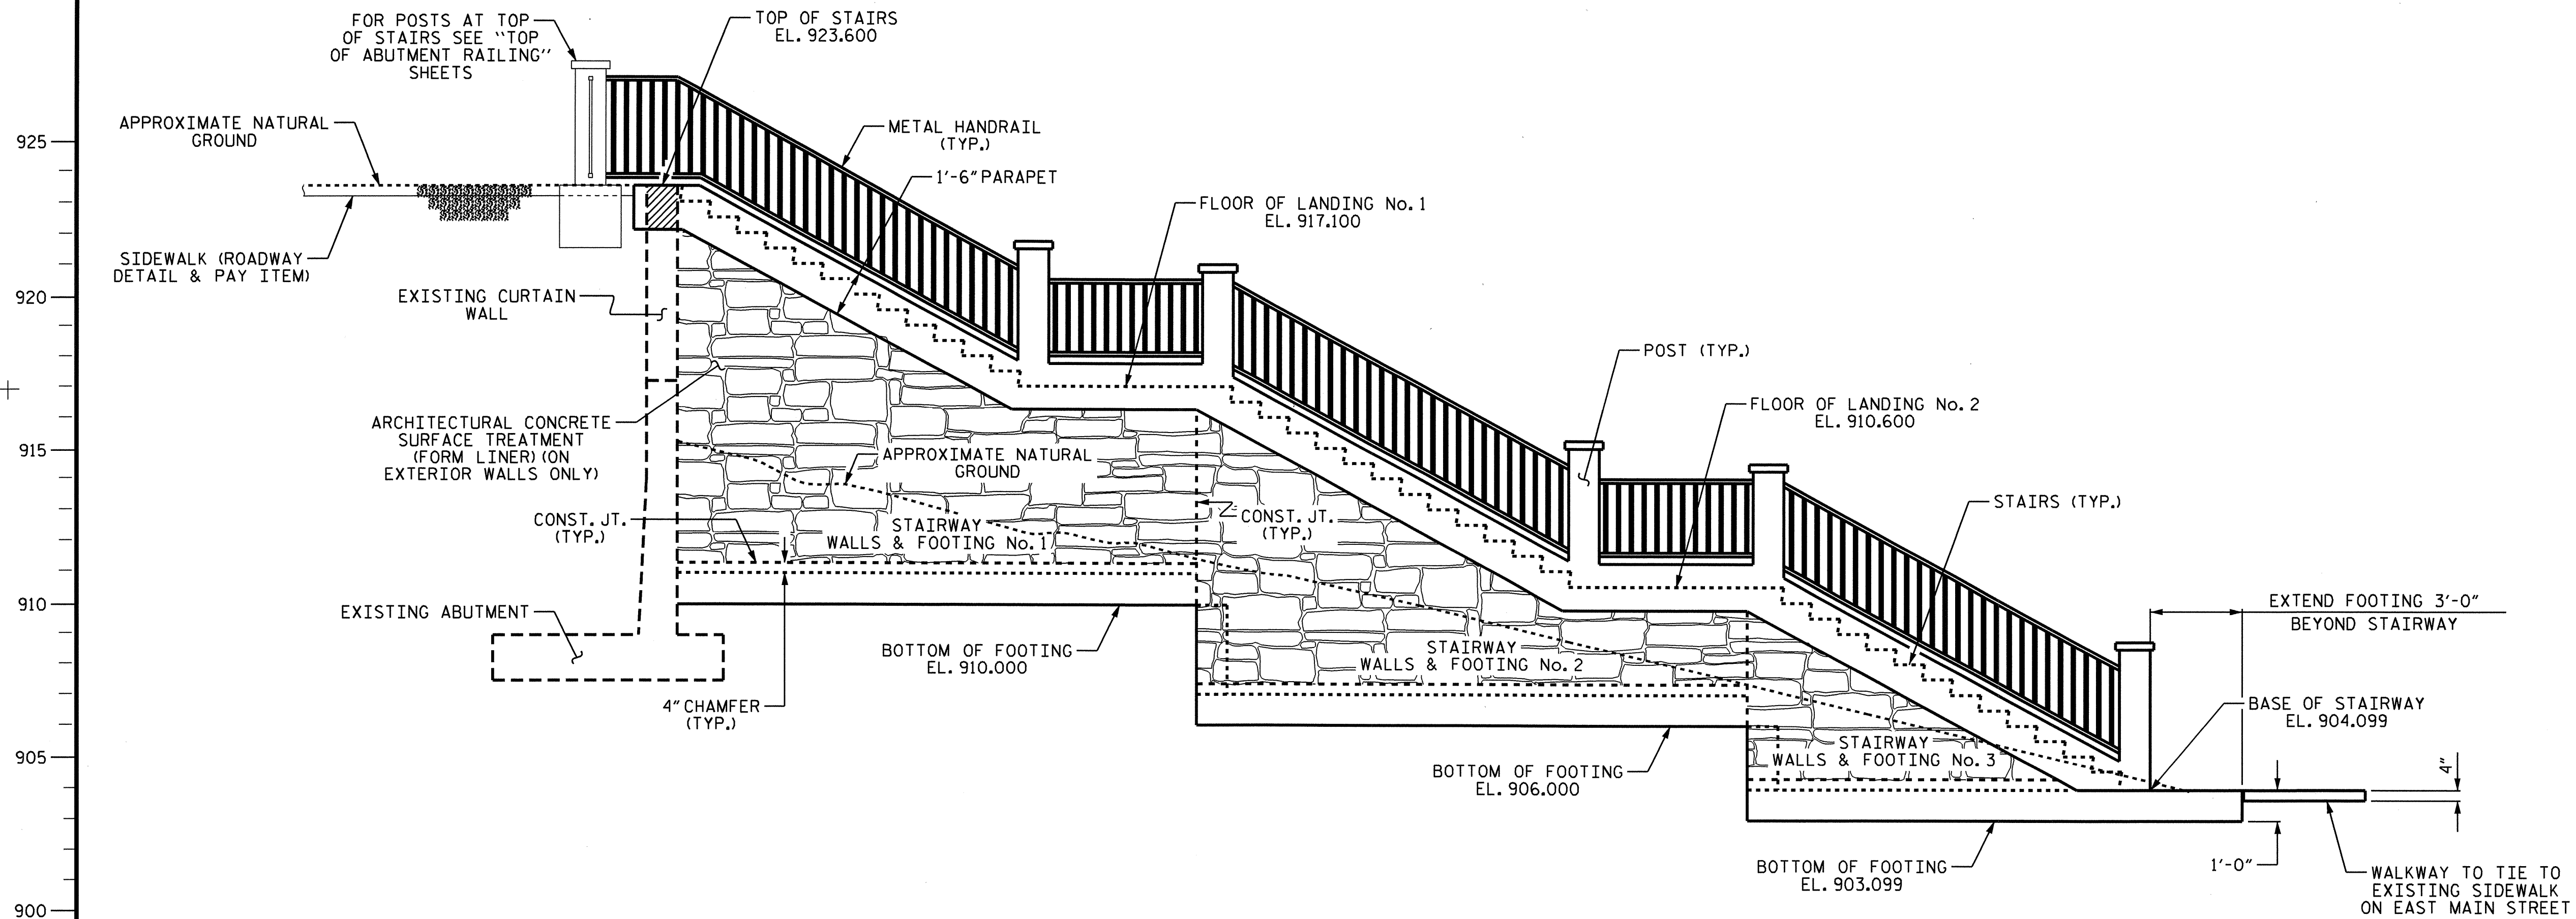 FOR POSTS AT TOP
OF STAIRS SEE "TOP
OF ABUTMENT RAILING"
SHEETS
TOP OF STAIRS
EL. 923.600
APPROXIMATE NATURAL
GROUND
METAL HANDRAIL
(TYP.)
925
1'-6" PARAPET
FLOOR OF LANDING No. 1
EL. 917.100
SIDEWALK (ROADWAY
DETAIL & PAY ITEM)
920
EXISTING CURTAIN
WALL
POST (TYP.)
FLOOR OF LANDING No. 2
EL. 910.600
ARCHITECTURAL CONCRETE
SURFACE TREATMENT
(FORM LINER) (ON
EXTERIOR WALLS ONLY)
915
APPROXIMATE NATURAL
GROUND
STAIRS (TYP.)
CONST. JT.
(TYP.)
STAIRWAY
WALLS & FOOTING No. 1
CONST. JT.
(TYP.)
910
EXISTING ABUTMENT
EXTEND FOOTING 3'-0"
BEYOND STAIRWAY
BOTTOM OF FOOTING
EL. 910.000
STAIRWAY
WALLS & FOOTING No. 2
4" CHAMFER
(TYP.)
BASE OF STAIRWAY
EL. 904.099
905
STAIRWAY
WALLS & FOOTING No. 3
BOTTOM OF FOOTING
EL. 906.000
4"
BOTTOM OF FOOTING
EL. 903.099
1'-0"
WALKWAY TO TIE TO
EXISTING SIDEWALK
ON EAST MAIN STREET
900